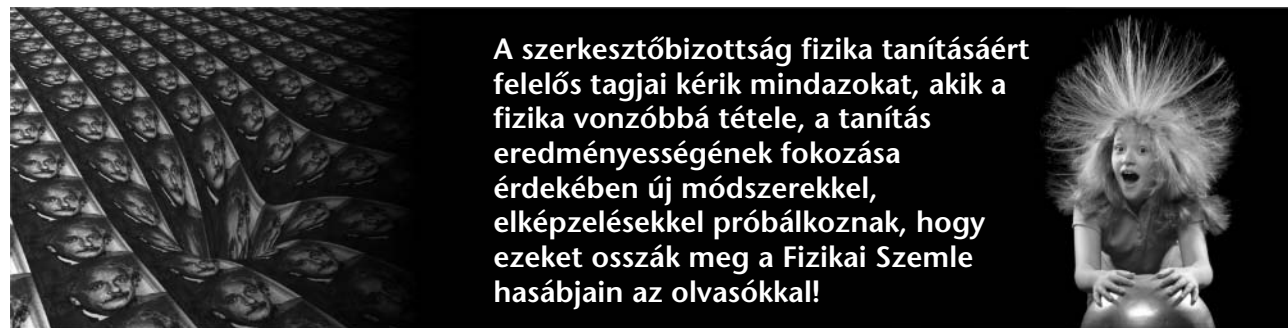 A szerkesztőbizottság fizika tanításáért
felelős tagjai kérik mindazokat, akik a
fizika vonzóbbá tétele, a tanítás
eredményességének fokozása
érdekében új módszerekkel,
elképzelésekkel próbálkoznak, hogy
ezeket osszák meg a Fizikai Szemle
hasábjain az olvasókkal!